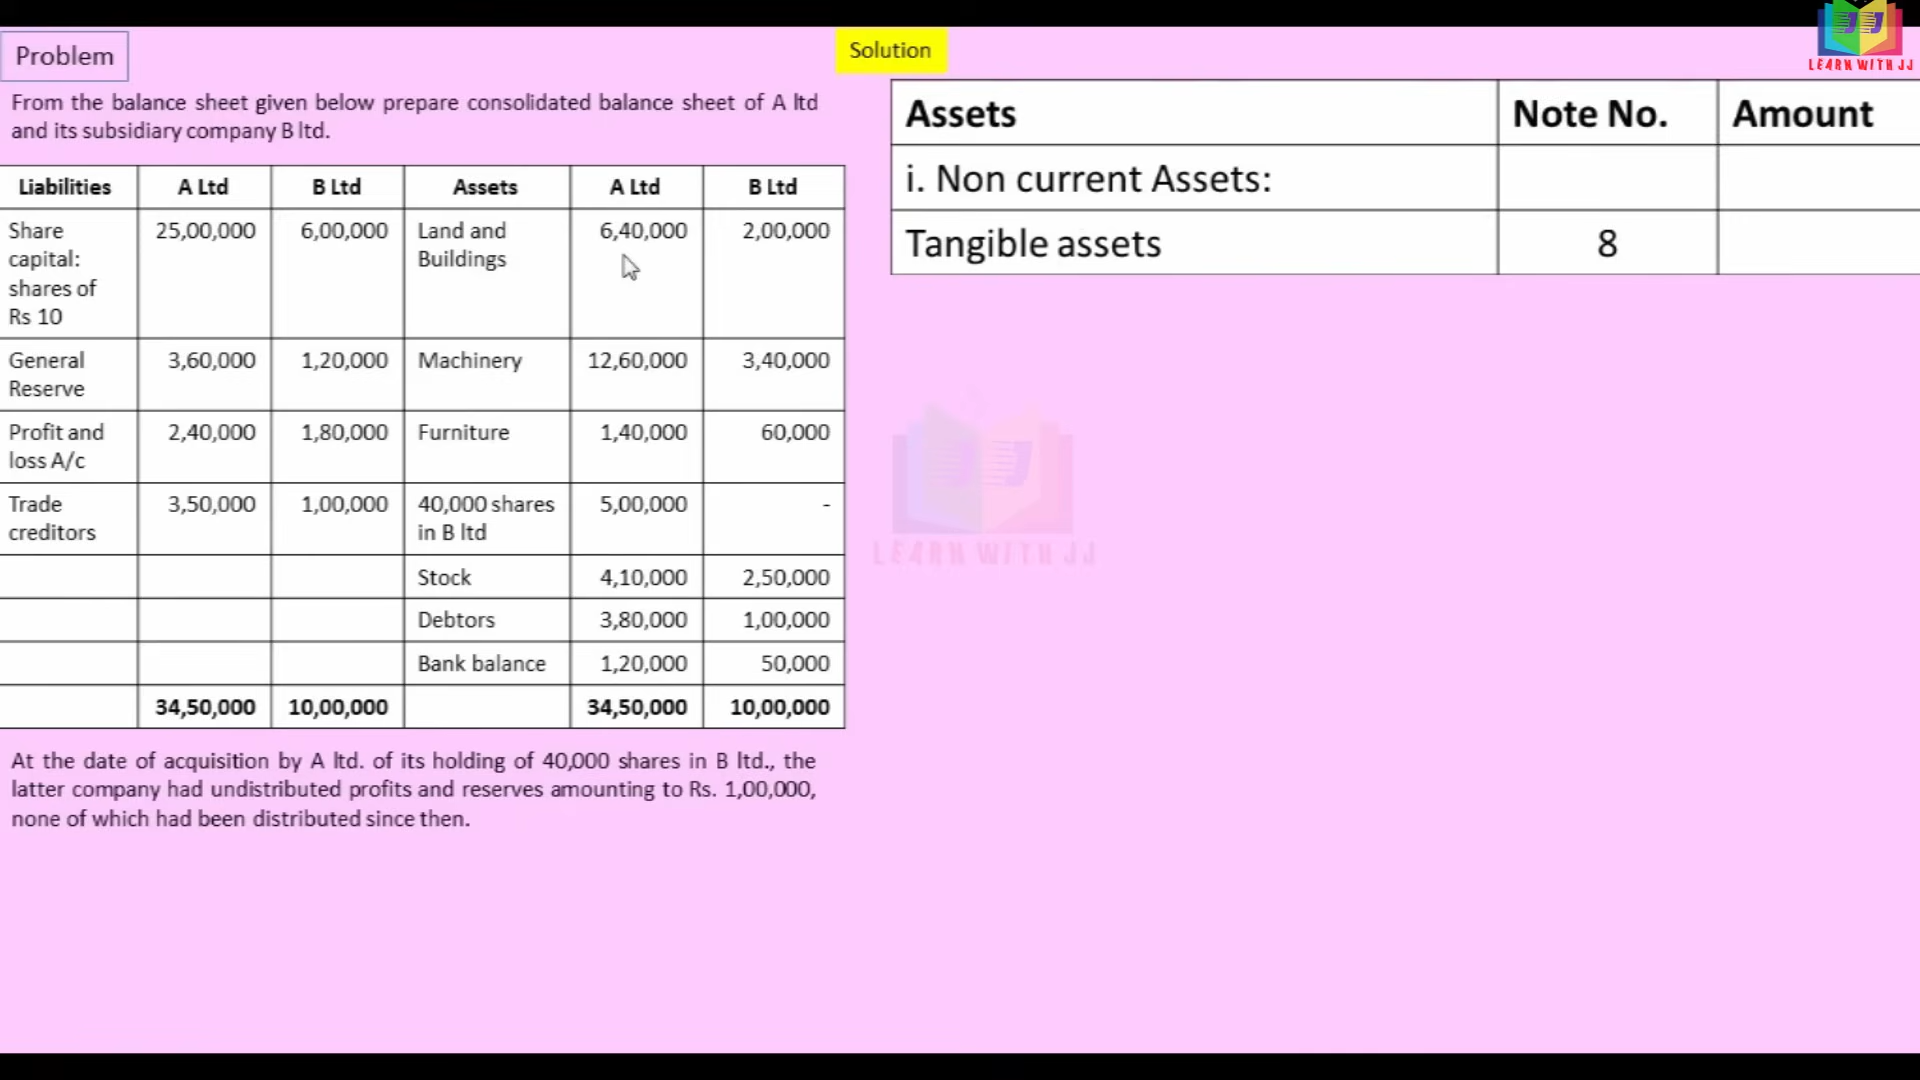 LEARN WITH JJ
Problem
From the balance sheet given below prepare consolidated balance sheet of A ltd
and its subsidiary company B ltd.
Liabilities A Ltd B Ltd Assets A Ltd B Ltd
Share capital: shares of Rs 10 25,00,000 6,00,000 Land and Buildings 6,40,000 2,00,000
General Reserve 3,60,000 1,20,000 Machinery 12,60,000 3,40,000
Profit and loss A/c 2,40,000 1,80,000 Furniture 1,40,000 60,000
Trade creditors 3,50,000 1,00,000 40,000 shares in B ltd 5,00,000 -
Stock 4,10,000 2,50,000
Debtors 3,80,000 1,00,000
Bank balance 1,20,000 50,000
34,50,000 10,00,000 34,50,000 10,00,000
At the date of acquisition by A ltd. of its holding of 40,000 shares in B ltd., the
latter company had undistributed profits and reserves amounting to Rs. 1,00,000,
none of which had been distributed since then.
Solution
Assets Note No. Amount
i. Non current Assets:
Tangible assets 8
LEARN WITH JJ